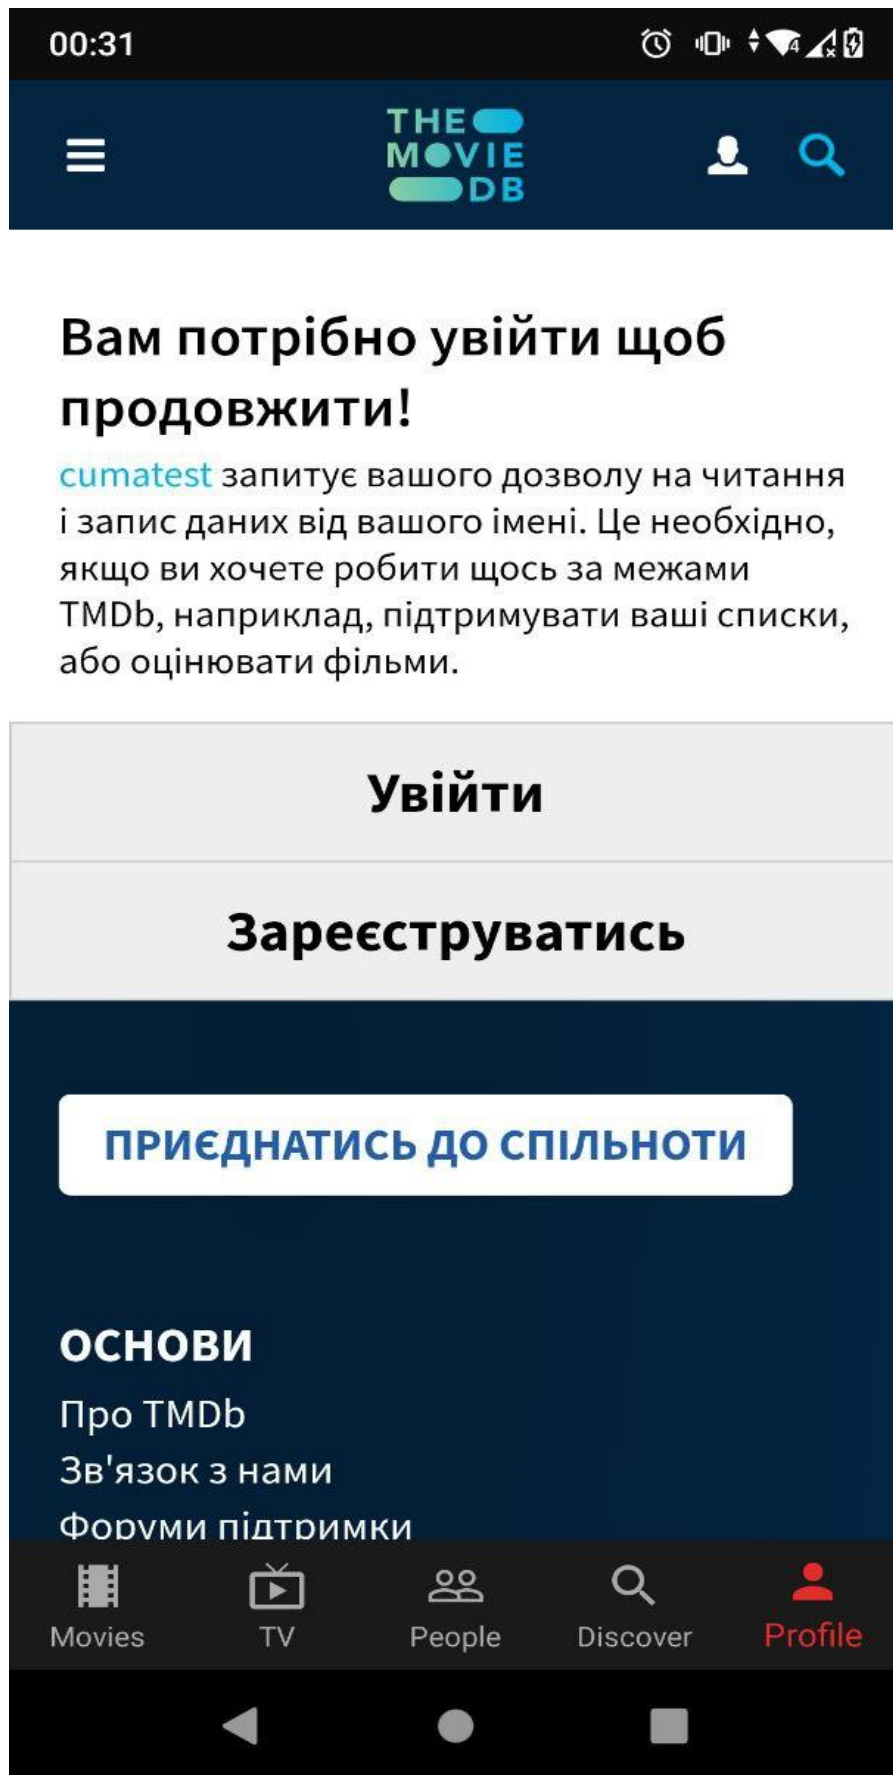 00:31
THE
MOVIE
DB
Вам потрібно увійти щоб
продовжити!
cumatest запитує вашого дозволу на читання
і запис даних від вашого імені. Це необхідно,
якщо ви хочете робити щось за межами
TMDb, наприклад, підтримувати ваші списки,
або оцінювати фільми.
Увійти
Зареєструватись
ПРИЄДНАТИСЬ ДО СПІЛЬНОТИ
ОСНОВИ
Про TMDb
Зв'язок з нами
Форуми підтримки
Movies TV People Discover Profile